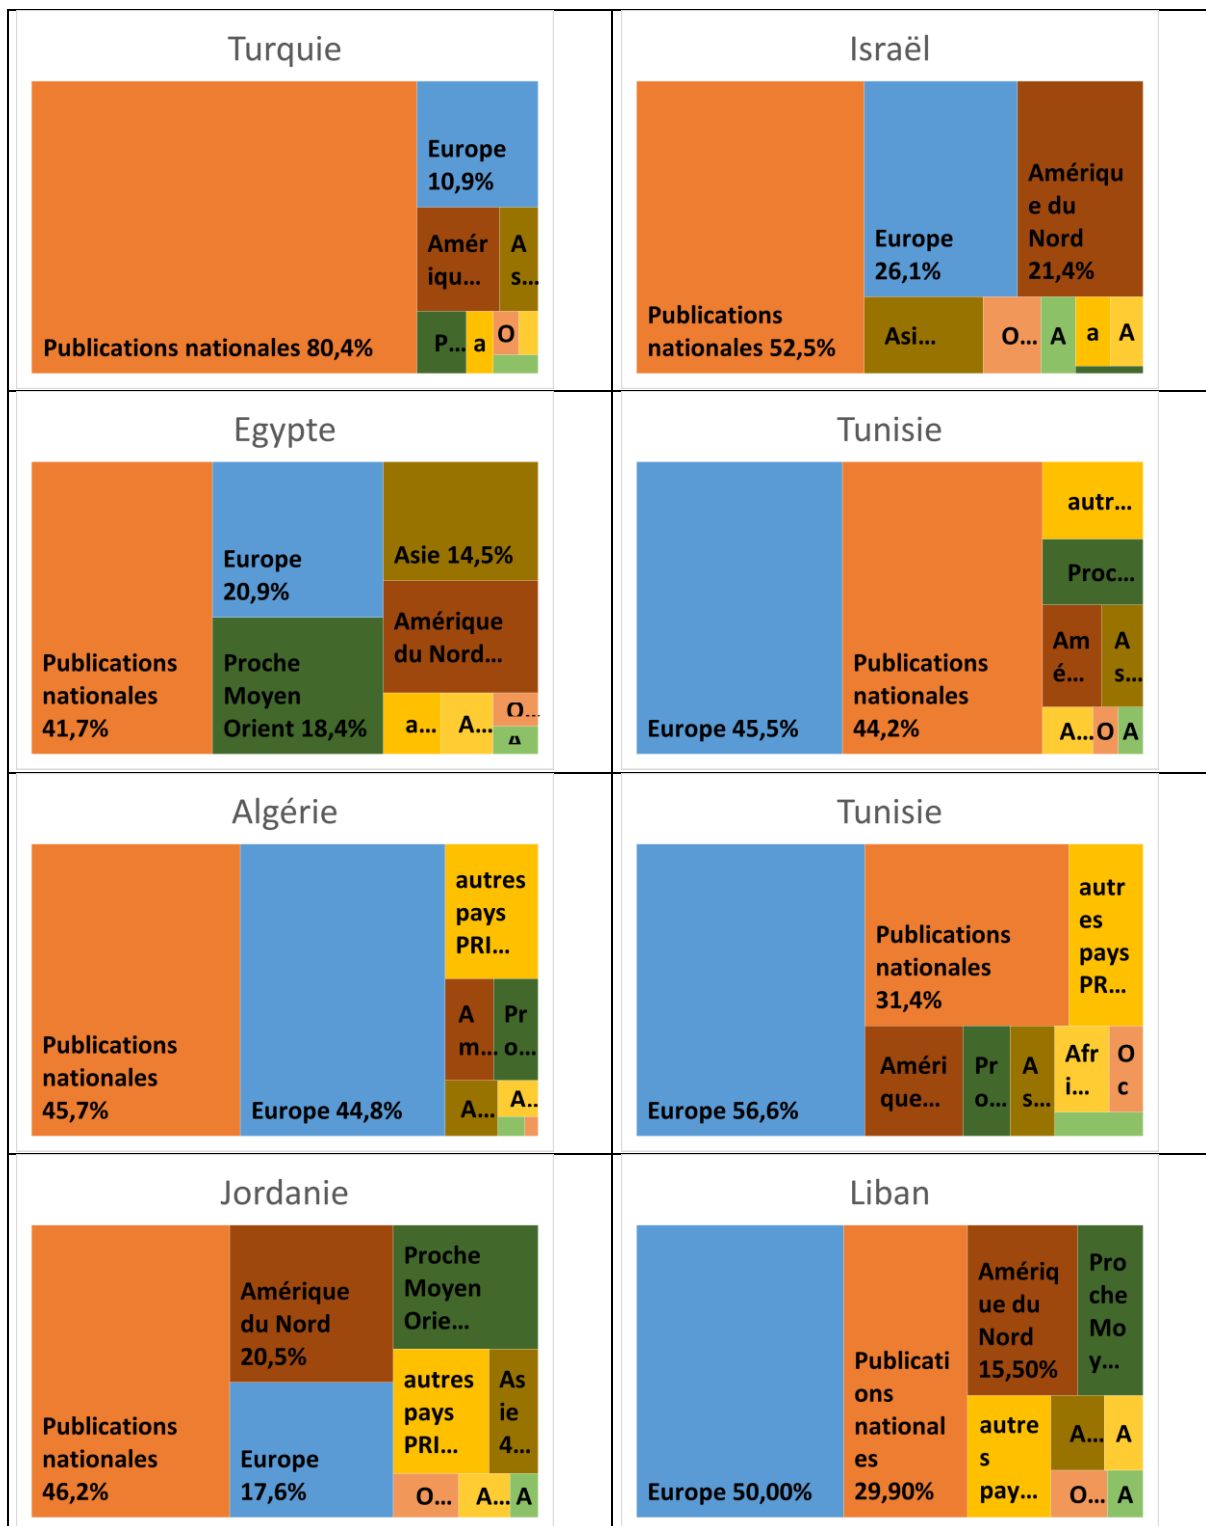 Turquie
Publications nationales 80,4%
Europe
10,9%
Amér
iqu...
A
s...
P...
a
O
Israël
Publications
nationales 52,5%
Europe
26,1%
Amériqu
e du
Nord
21,4%
Asi...
O...
A
a
A
Egypte
Publications
nationales
41,7%
Europe
20,9%
Proche
Moyen
Orient 18,4%
Asie 14,5%
Amérique
du Nord...
a...
A...
O...
A
Tunisie
Europe 45,5%
Publications
nationales
44,2%
autr...
Proc...
Am
é...
A
s...
A...
O
A
Algérie
Publications
nationales
45,7%
Europe 44,8%
autres
pays
PRI...
A
m...
Pr
o...
A...
A...
Tunisie
Europe 56,6%
Publications
nationales
31,4%
autr
es
pays
PR...
Améri
que...
Pr
o...
A
s...
Afr
i...
O
c
Jordanie
Publications
nationales
46,2%
Amérique
du Nord
20,5%
Europe
17,6%
Proche
Moyen
Orie...
autres
pays
PRI...
As
ie
4...
O...
A...
A
Liban
Europe 50,00%
Publicati
ons
national
es
29,90%
Amériq
ue du
Nord
15,50%
Pro
che
Mo
y...
autre
s
pay...
A...
A
O...
A